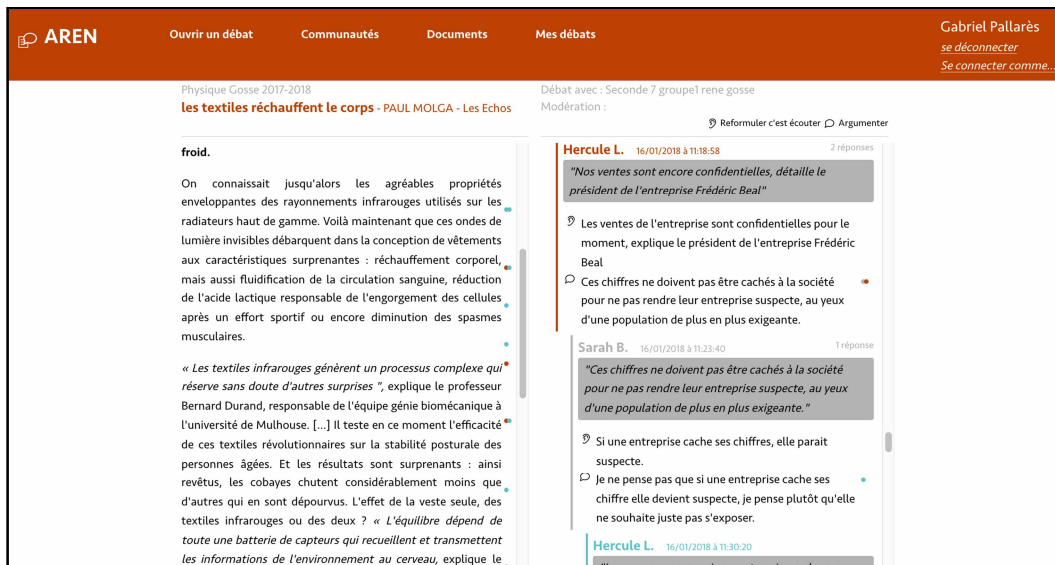 AREN
Ouvrir un débat
Communautés
Documents
Mes débats
Gabriel Pallarès
se déconnecter
Se connecter comme...
Physique Gosse 2017-2018
les textiles réchauffent le corps - PAUL MOLGA - Les Echos
froid.
On connaissait jusqu'alors les agréables propriétés
enveloppantes des rayonnements infrarouges utilisés sur les
radiateurs haut de gamme. Voilà maintenant que ces ondes de
lumière invisibles débarquent dans la conception de vêtements
aux caractéristiques surprenantes : réchauffement corporel,
mais aussi fluidification de la circulation sanguine, réduction
de l'acide lactique responsable de l'engorgement des cellules
après un effort sportif ou encore diminution des spasmes
musculaires.
« Les textiles infrarouges génèrent un processus complexe qui
réserve sans doute d'autres surprises ", explique le professeur
Bernard Durand, responsable de l'équipe génie biomécanique à
l'université de Mulhouse. [...] Il teste en ce moment l'efficacité
de ces textiles révolutionnaires sur la stabilité posturale des
personnes âgées. Et les résultats sont surprenants : ainsi
revêtus, les cobayes chutent considérablement moins que
d'autres qui en sont dépourvus. L'effet de la veste seule, des
textiles infrarouges ou des deux ? « L'équilibre dépend de
toute une batterie de capteurs qui recueillent et transmettent
les informations de l'environnement au cerveau, explique le
Débat avec : Seconde 7 groupe1 rene gosse
Modération :
Reformuler c'est écouter
Argumenter
Hercule L. 16/01/2018 à 11:18:58 2 réponses
"Nos ventes sont encore confidentielles, détaille le
président de l'entreprise Frédéric Beal"
Les ventes de l'entreprise sont confidentielles pour le
moment, explique le président de l'entreprise Frédéric
Beal
Ces chiffres ne doivent pas être cachés à la société
pour ne pas rendre leur entreprise suspecte, au yeux
d'une population de plus en plus exigeante.
Sarah B. 16/01/2018 à 11:23:40 1 réponse
"Ces chiffres ne doivent pas être cachés à la société
pour ne pas rendre leur entreprise suspecte, au yeux
d'une population de plus en plus exigeante."
Si une entreprise cache ses chiffres, elle parait
suspecte.
Je ne pense pas que si une entreprise cache ses
chiffre elle devient suspecte, je pense plutôt qu'elle
ne souhaite juste pas s'exposer.
Hercule L. 16/01/2018 à 11:30:20